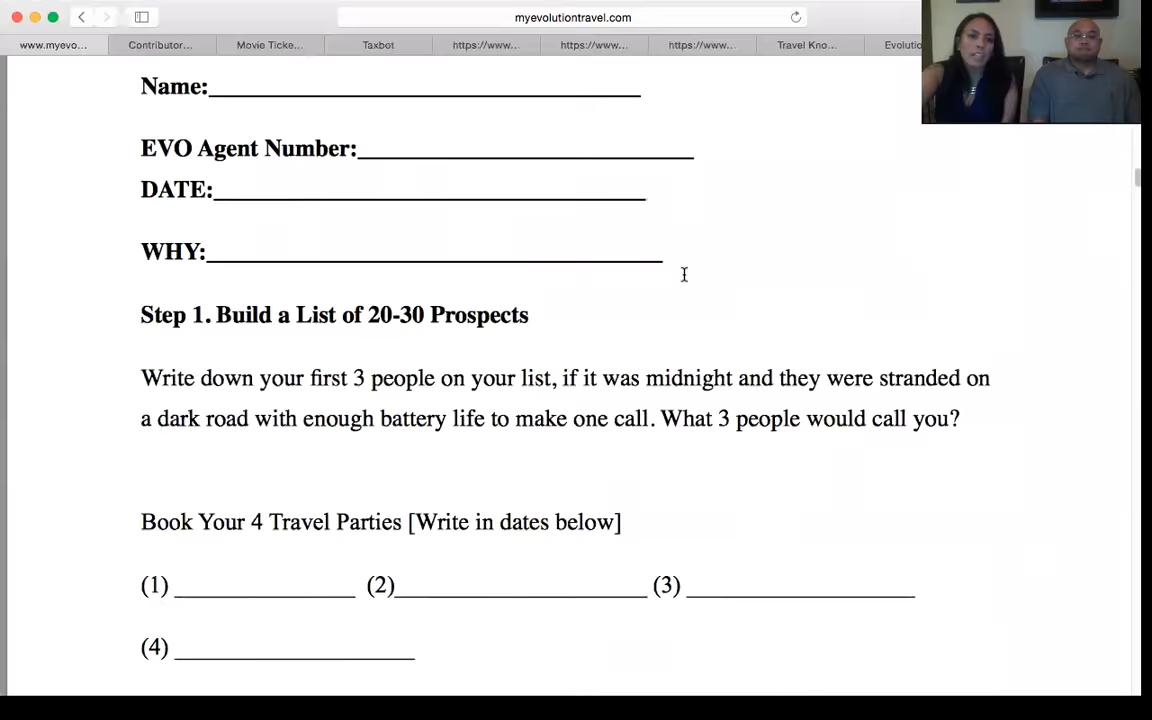 myevolutiontravel.com
www.myevo... Contributor... Movie Ticke... Taxbot https://www... https://www... https://www... Travel Kno... Evolutio
Name:
EVO Agent Number:
DATE:
WHY:
Step 1. Build a List of 20-30 Prospects
Write down your first 3 people on your list, if it was midnight and they were stranded on
a dark road with enough battery life to make one call. What 3 people would call you?
Book Your 4 Travel Parties [Write in dates below]
(1) (2) (3)
(4)